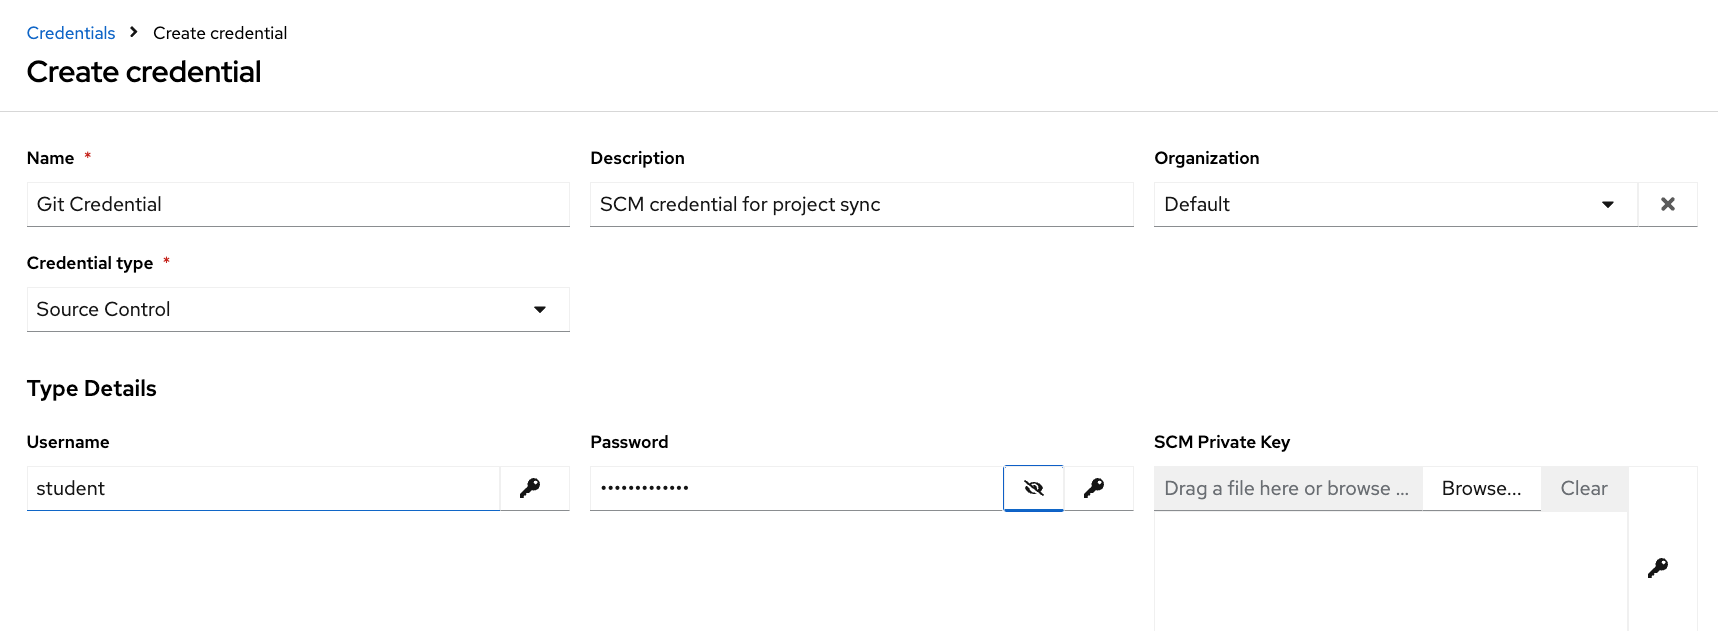 Credentials > Create credential
Create credential
Name * Description Organization
Git Credential SCM credential for project sync Default
Credential type *
Source Control
Type Details
Username Password SCM Private Key
student ••••••••••••• Drag a file here or browse ... Browse... Clear